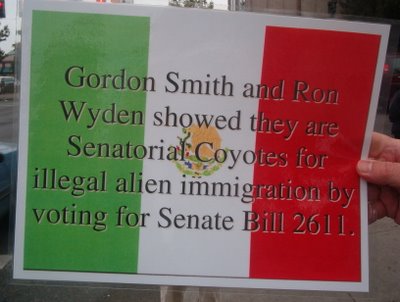 Gordon Smith and Ron
Wyden showed they are
Senatorial Coyotes for
illegal alien immigration by
voting for Senate Bill 2611.